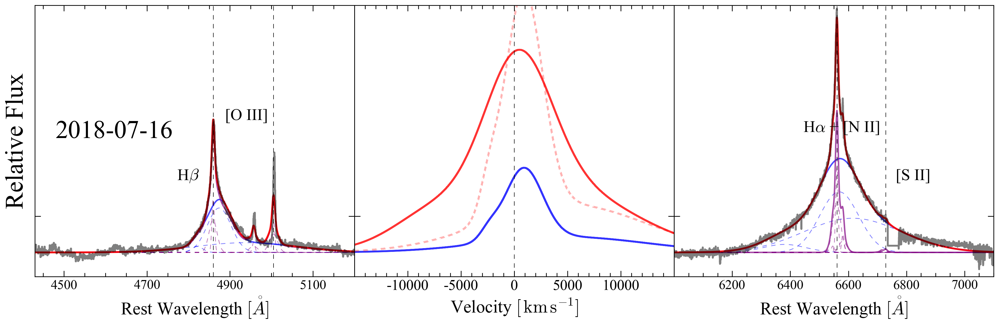 Relative Flux
2018-07-16
Hβ
[O III]
Hα + [N II]
[S II]
4500 4700 4900 5100
-10000 -5000 0 5000 10000
6200 6400 6600 6800 7000
Rest Wavelength [Å]
Velocity [km s⁻¹]
Rest Wavelength [Å]